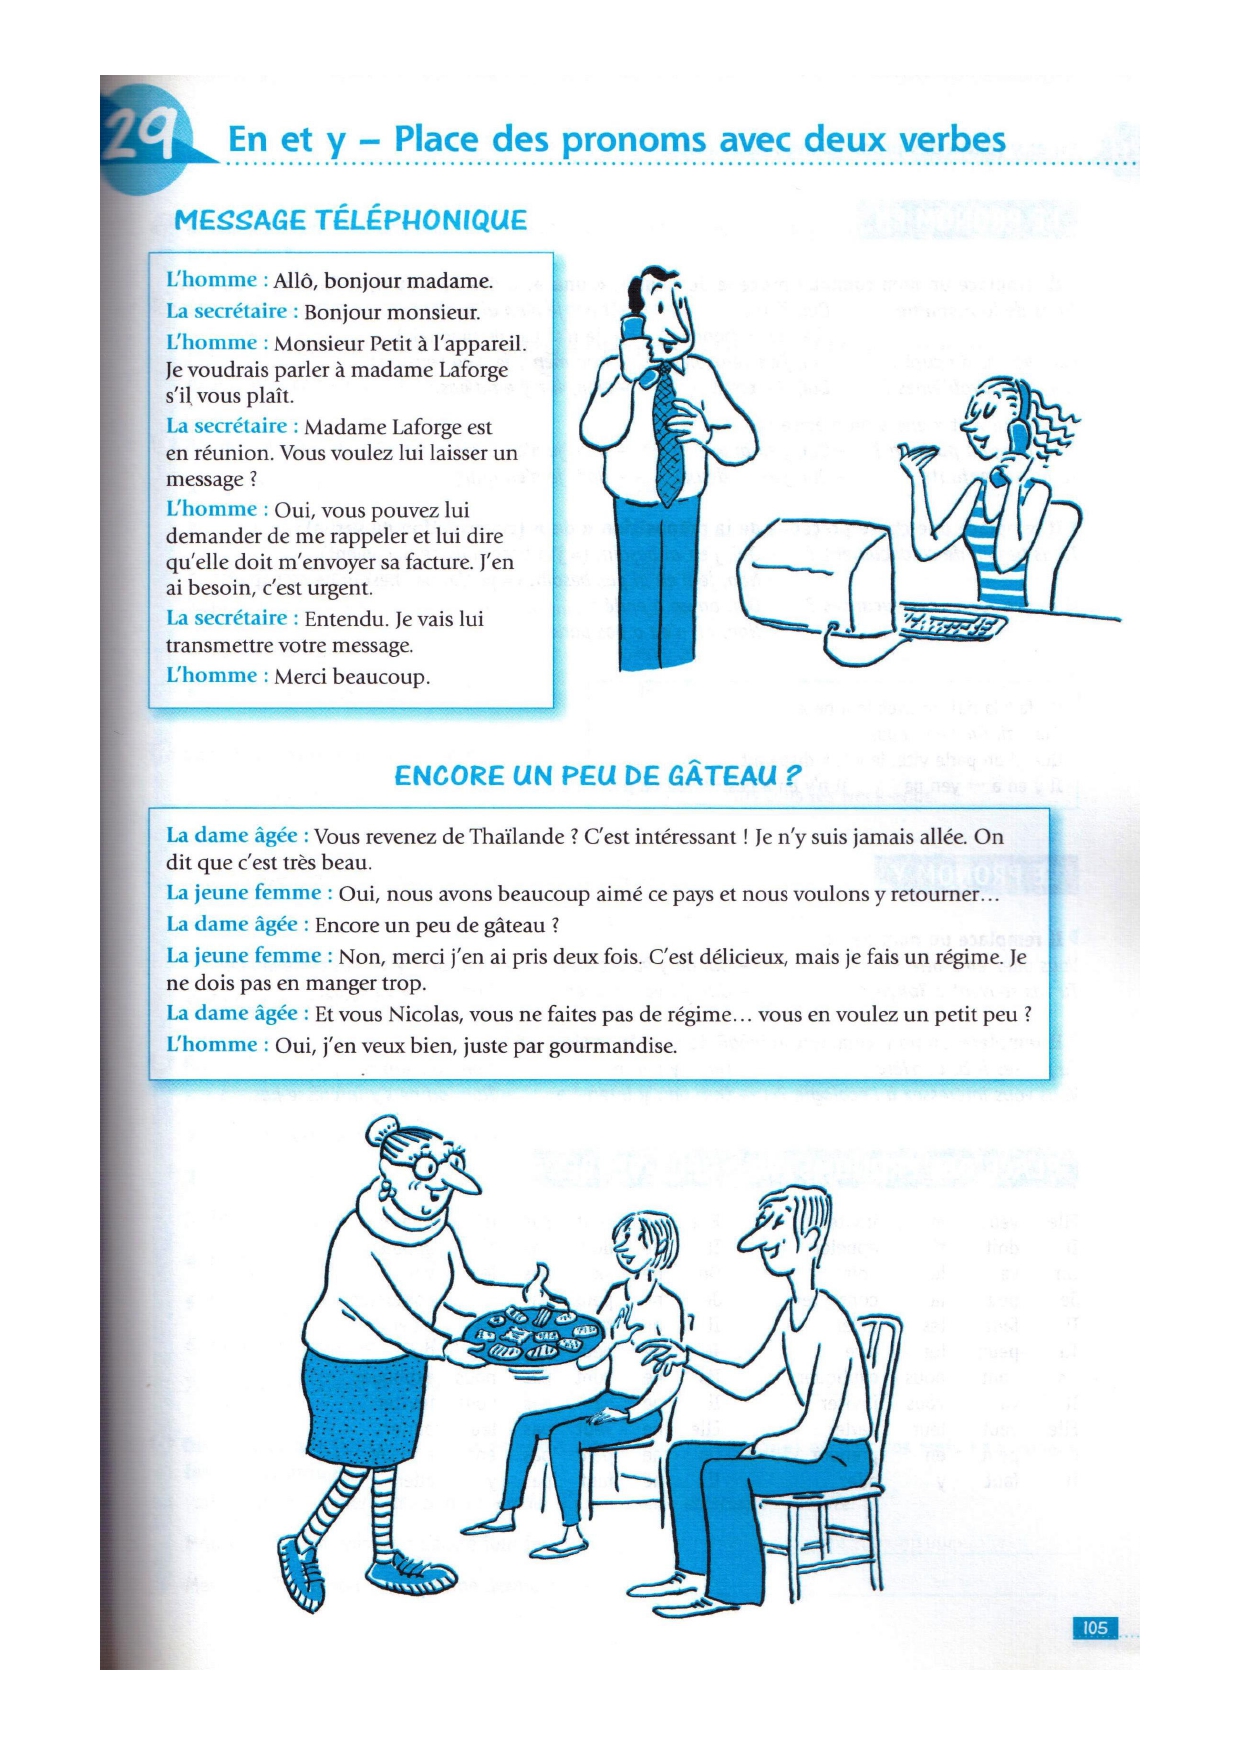 29
En et y – Place des pronoms avec deux verbes
MESSAGE TÉLÉPHONIQUE
L'homme : Allô, bonjour madame.
La secrétaire : Bonjour monsieur.
L'homme : Monsieur Petit à l'appareil.
Je voudrais parler à madame Laforge
s'il vous plaît.
La secrétaire : Madame Laforge est
en réunion. Vous voulez lui laisser un
message ?
L'homme : Oui, vous pouvez lui
demander de me rappeler et lui dire
qu'elle doit m'envoyer sa facture. J'en
ai besoin, c'est urgent.
La secrétaire : Entendu. Je vais lui
transmettre votre message.
L'homme : Merci beaucoup.
ENCORE UN PEU DE GÂTEAU ?
La dame âgée : Vous revenez de Thaïlande ? C'est intéressant ! Je n'y suis jamais allée. On
dit que c'est très beau.
La jeune femme : Oui, nous avons beaucoup aimé ce pays et nous voulons y retourner…
La dame âgée : Encore un peu de gâteau ?
La jeune femme : Non, merci j'en ai pris deux fois. C'est délicieux, mais je fais un régime. Je
ne dois pas en manger trop.
La dame âgée : Et vous Nicolas, vous ne faites pas de régime… vous en voulez un petit peu ?
L'homme : Oui, j'en veux bien, juste par gourmandise.
105